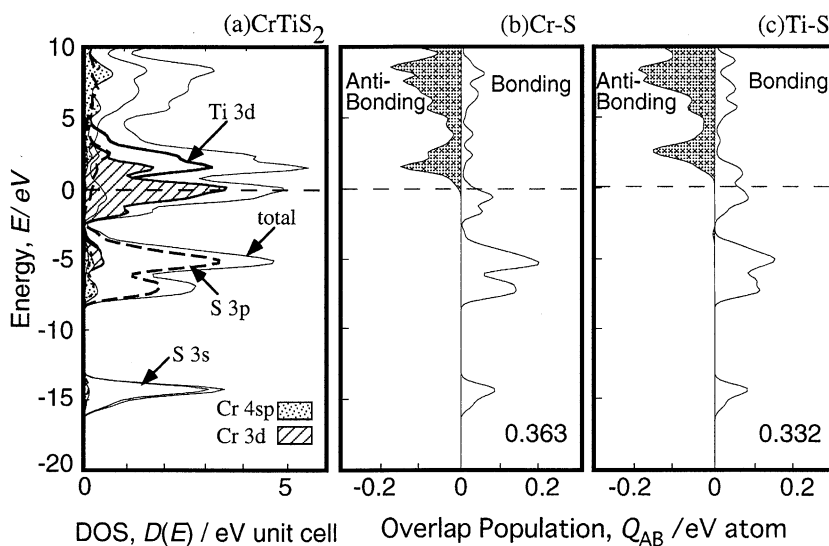 (a)CrTiS2
(b)Cr-S
(c)Ti-S
10
5
0
-5
-10
-15
-20
Energy, E/eV
Ti 3d
total
S 3p
S 3s
Cr 4sp
Cr 3d
0
5
DOS, D(E) / eV unit cell
Anti-
Bonding
Bonding
0.363
-0.2
0
0.2
Anti-
Bonding
Bonding
0.332
-0.2
0
0.2
Overlap Population, QAB /eV atom